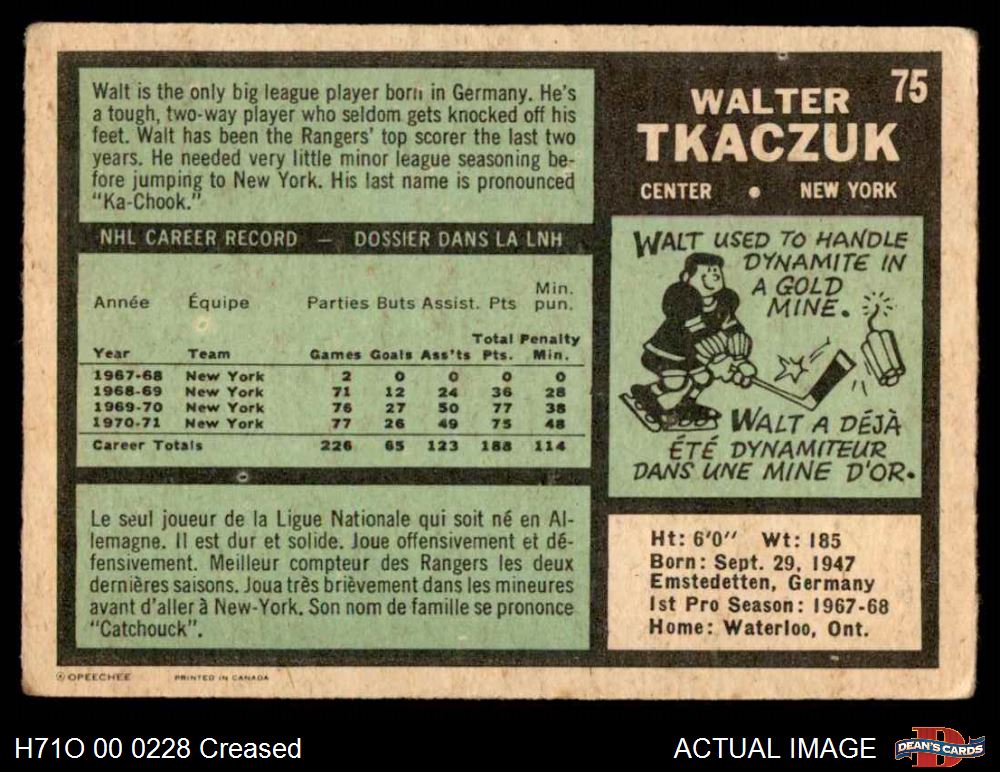 75
WALTER
TKACZUK
CENTER • NEW YORK
Walt is the only big league player born in Germany. He's
a tough, two-way player who seldom gets knocked off his
feet. Walt has been the Rangers' top scorer the last two
years. He needed very little minor league seasoning be-
fore jumping to New York. His last name is pronounced
"Ka-Chook."
NHL CAREER RECORD — DOSSIER DANS LA LNH
Année Équipe Parties Buts Assist. Pts Min. pun.
Year Team Games Goals Ass'ts Total Pts. Penalty Min.
1967-68 New York 2 0 0 0 0
1968-69 New York 71 12 24 36 28
1969-70 New York 76 27 50 77 38
1970-71 New York 77 26 49 75 48
Career Totals 226 65 123 188 114
Le seul joueur de la Ligue Nationale qui soit né en Al-
lemagne. Il est dur et solide. Joue offensivement et dé-
fensivement. Meilleur compteur des Rangers les deux
dernières saisons. Joua très brièvement dans les mineures
avant d'aller à New-York. Son nom de famille se prononce
"Catchouck".
WALT USED TO HANDLE
DYNAMITE IN
A GOLD
MINE.
WALT A DÉJÀ
ÉTÉ DYNAMITEUR
DANS UNE MINE D'OR.
Ht: 6'0" Wt: 185
Born: Sept. 29, 1947
Emstedetten, Germany
1st Pro Season: 1967-68
Home: Waterloo, Ont.
© OPEECHEE PRINTED IN CANADA
H71O 00 0228 Creased
ACTUAL IMAGE
DEAN'S CARDS